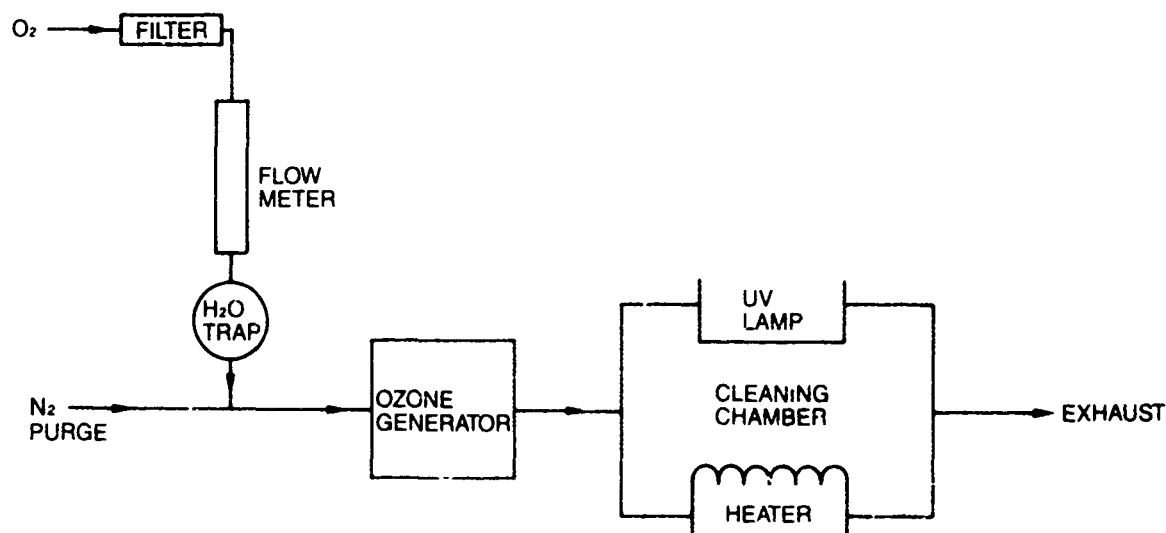 O₂
FILTER
FLOW
METER
H₂O
TRAP
N₂
PURGE
OZONE
GENERATOR
UV
LAMP
CLEANING
CHAMBER
HEATER
EXHAUST